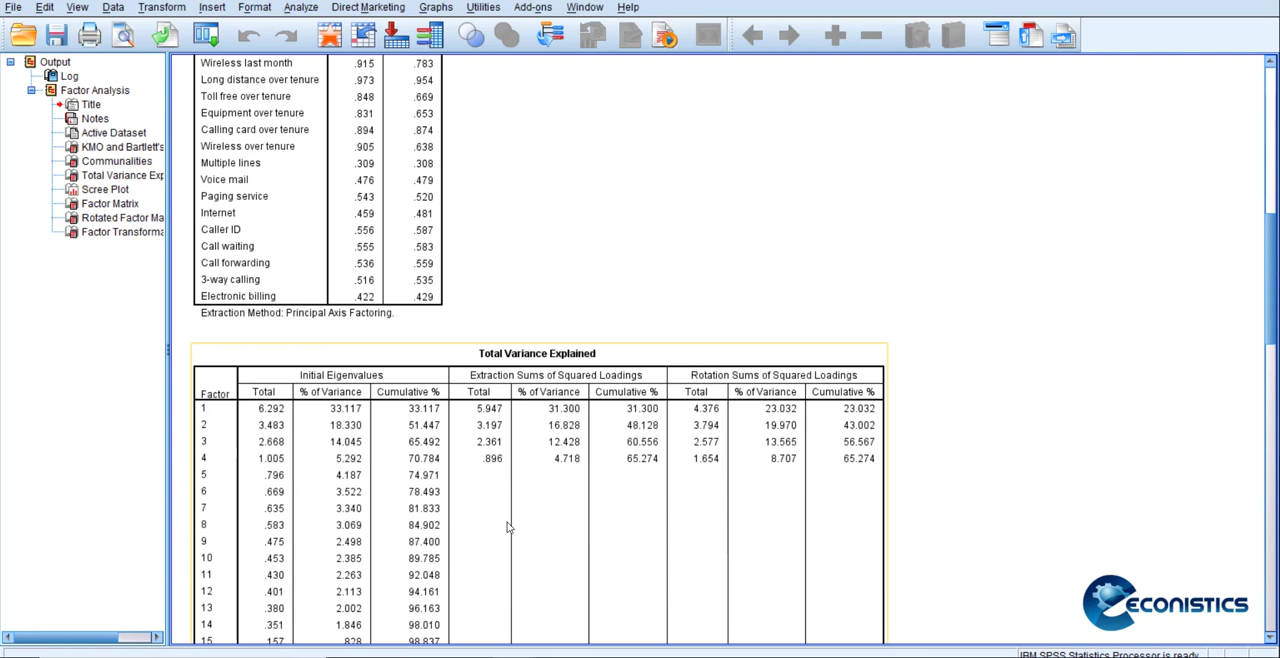 File Edit View Data Transform Insert Format Analyze Direct Marketing Graphs Utilities Add-ons Window Help
Output
Log
Factor Analysis
Title
Notes
Active Dataset
KMO and Bartlett's
Communalities
Total Variance Exp
Scree Plot
Factor Matrix
Rotated Factor Ma
Factor Transforma
Wireless last month .915 .783
Long distance over tenure .973 .954
Toll free over tenure .848 .669
Equipment over tenure .831 .653
Calling card over tenure .894 .874
Wireless over tenure .905 .638
Multiple lines .309 .308
Voice mail .476 .479
Paging service .543 .520
Internet .459 .481
Caller ID .556 .587
Call waiting .555 .583
Call forwarding .536 .559
3-way calling .516 .535
Electronic billing .422 .429
Extraction Method: Principal Axis Factoring.
Total Variance Explained
Initial Eigenvalues Extraction Sums of Squared Loadings Rotation Sums of Squared Loadings
Factor Total % of Variance Cumulative % Total % of Variance Cumulative % Total % of Variance Cumulative %
1 6.292 33.117 33.117 5.947 31.300 31.300 4.376 23.032 23.032
2 3.483 18.330 51.447 3.197 16.828 48.128 3.794 19.970 43.002
3 2.668 14.045 65.492 2.361 12.428 60.556 2.577 13.565 56.567
4 1.005 5.292 70.784 .896 4.718 65.274 1.654 8.707 65.274
5 .796 4.187 74.971
6 .669 3.522 78.493
7 .635 3.340 81.833
8 .583 3.069 84.902
9 .475 2.498 87.400
10 .453 2.385 89.785
11 .430 2.263 92.048
12 .401 2.113 94.161
13 .380 2.002 96.163
14 .351 1.846 98.010
15 .157 .828 98.837
ECONISTICS
IBM SPSS Statistics Processor is ready